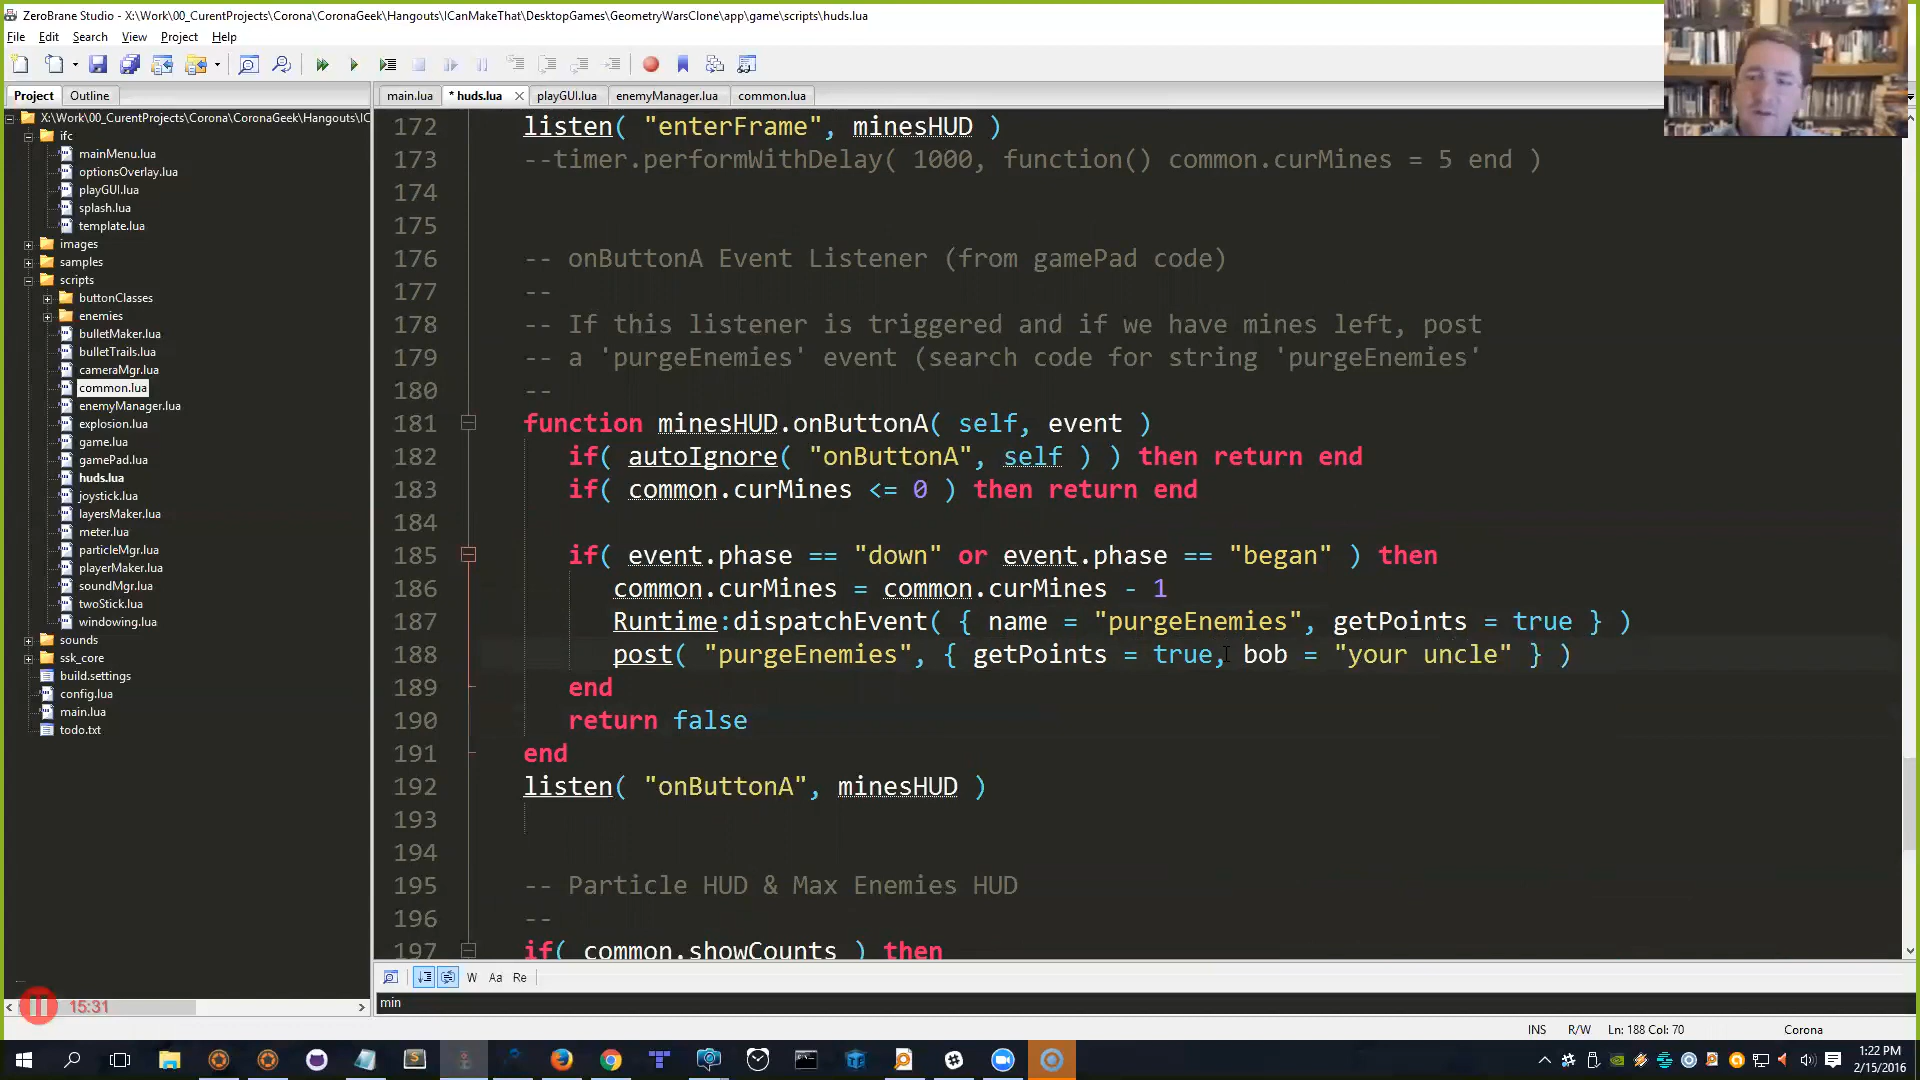 ZeroBrane Studio - X:\Work\00_CurentProjects\Corona\CoronaGeek\Hangouts\ICanMakeThat\DesktopGames\GeometryWarsClone\app\game\scripts\huds.lua
File Edit Search View Project Help
Project Outline
main.lua * huds.lua playGUI.lua enemyManager.lua common.lua
X:\Work\00_CurentProjects\Corona\CoronaGeek\Hangouts\IC
ifc
mainMenu.lua
optionsOverlay.lua
playGUI.lua
splash.lua
template.lua
images
samples
scripts
buttonClasses
enemies
bulletMaker.lua
bulletTrails.lua
cameraMgr.lua
common.lua
enemyManager.lua
explosion.lua
game.lua
gamePad.lua
huds.lua
joystick.lua
layersMaker.lua
meter.lua
particleMgr.lua
playerMaker.lua
soundMgr.lua
twoStick.lua
windowing.lua
sounds
ssk_core
build.settings
config.lua
main.lua
todo.txt
15:31
172 listen( "enterFrame", minesHUD )
173 --timer.performWithDelay( 1000, function() common.curMines = 5 end )
174
175
176 -- onButtonA Event Listener (from gamePad code)
177 --
178 -- If this listener is triggered and if we have mines left, post
179 -- a 'purgeEnemies' event (search code for string 'purgeEnemies'
180 --
181 function minesHUD.onButtonA( self, event )
182 if( autoIgnore( "onButtonA", self ) ) then return end
183 if( common.curMines <= 0 ) then return end
184
185 if( event.phase == "down" or event.phase == "began" ) then
186 common.curMines = common.curMines - 1
187 Runtime:dispatchEvent( { name = "purgeEnemies", getPoints = true } )
188 post( "purgeEnemies", { getPoints = true, bob = "your uncle" } )
189 end
190 return false
191 end
192 listen( "onButtonA", minesHUD )
193
194
195 -- Particle HUD & Max Enemies HUD
196 --
197 if( common.showCounts ) then
W Aa Re
min
INS R/W Ln: 188 Col: 70 Corona
1:22 PM
2/15/2016